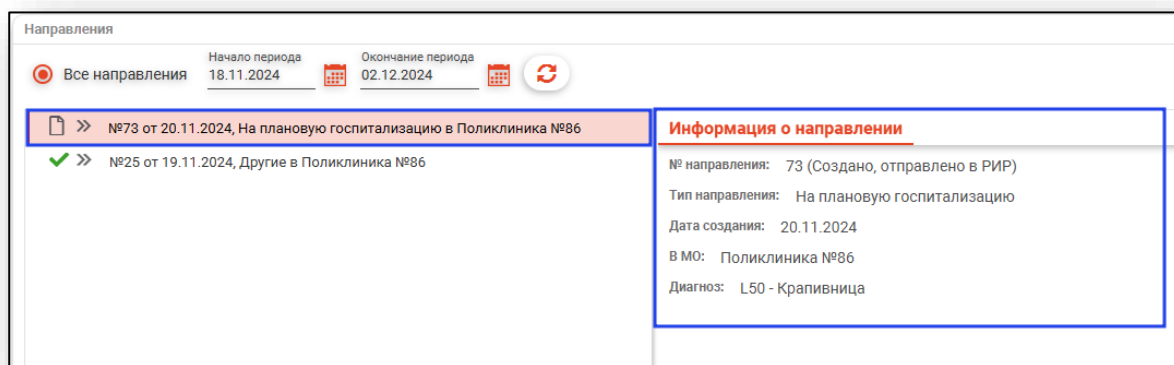 Направления
Все направления
Начало периода
18.11.2024
Окончание периода
02.12.2024
№73 от 20.11.2024, На плановую госпитализацию в Поликлиника №86
№25 от 19.11.2024, Другие в Поликлиника №86
Информация о направлении
№ направления: 73 (Создано, отправлено в РИР)
Тип направления: На плановую госпитализацию
Дата создания: 20.11.2024
В МО: Поликлиника №86
Диагноз: L50 - Крапивница